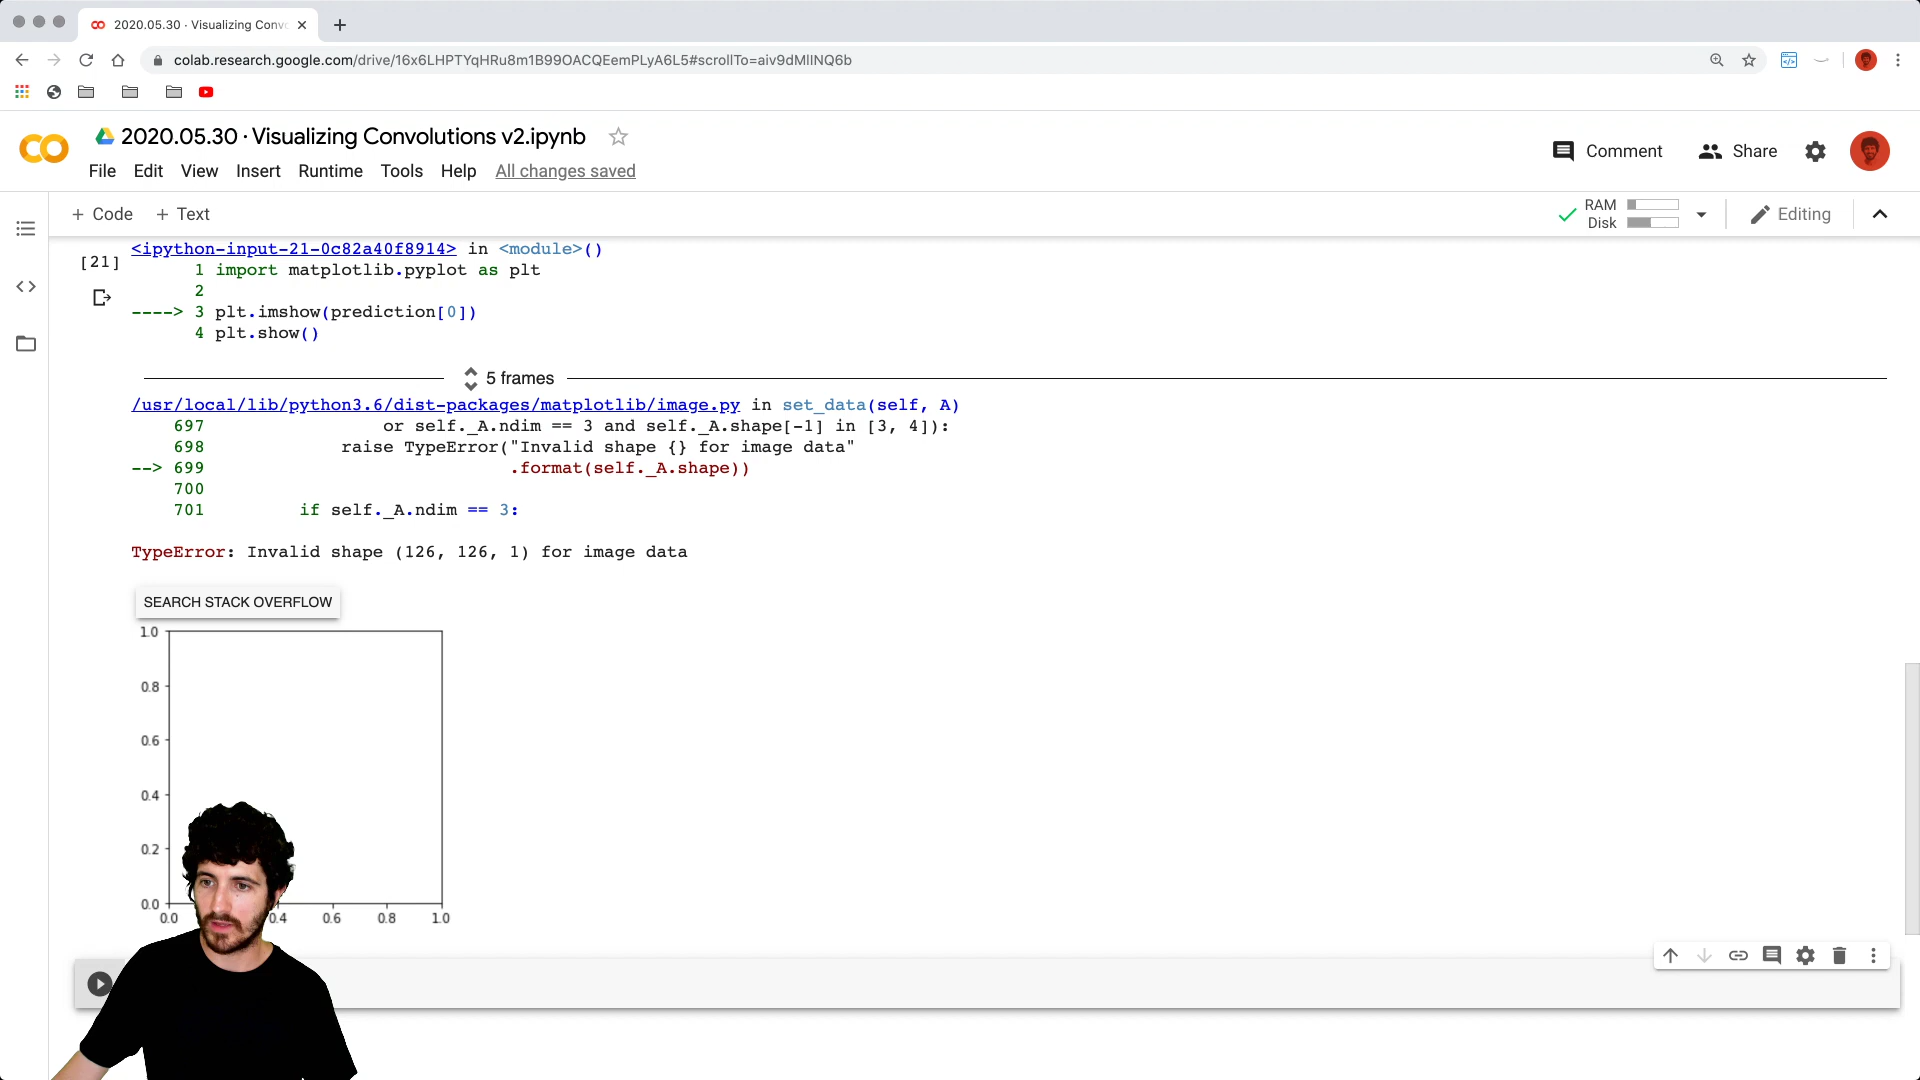 2020.05.30 · Visualizing Conv
colab.research.google.com/drive/16x6LHPTYqHRu8m1B99OACQEemPLyA6L5#scrollTo=aiv9dMlINQ6b
2020.05.30 · Visualizing Convolutions v2.ipynb
Comment
Share
File Edit View Insert Runtime Tools Help All changes saved
+ Code + Text
RAM
Disk
Editing
[21]
<ipython-input-21-0c82a40f8914> in <module>()
1 import matplotlib.pyplot as plt
2
----> 3 plt.imshow(prediction[0])
4 plt.show()
5 frames
/usr/local/lib/python3.6/dist-packages/matplotlib/image.py in set_data(self, A)
697 or self._A.ndim == 3 and self._A.shape[-1] in [3, 4]):
698 raise TypeError("Invalid shape {} for image data"
--> 699 .format(self._A.shape))
700
701 if self._A.ndim == 3:
TypeError: Invalid shape (126, 126, 1) for image data
SEARCH STACK OVERFLOW
1.0
0.8
0.6
0.4
0.2
0.0
0.0 0.4 0.6 0.8 1.0